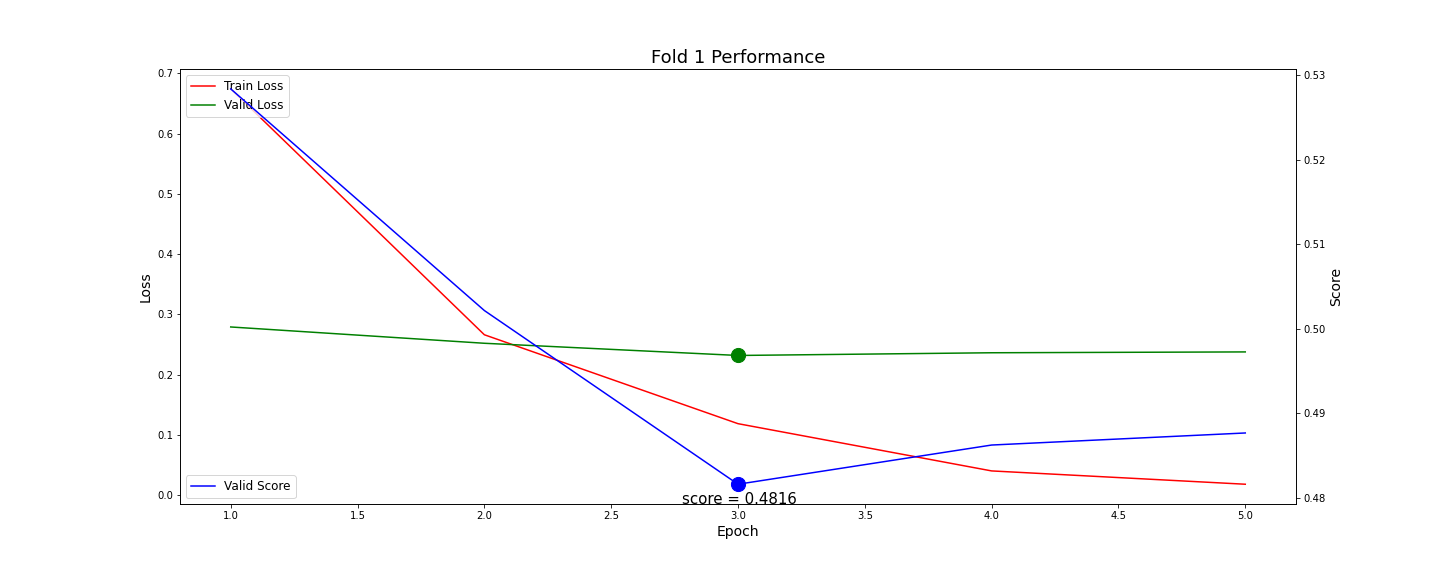 Fold 1 Performance
0.7
0.6
0.5
0.4
0.3
0.2
0.1
0.0
Loss
Train Loss
Valid Loss
Valid Score
score = 0.4816
0.53
0.52
0.51
0.50
0.49
0.48
Score
1.0 1.5 2.0 2.5 3.0 3.5 4.0 4.5 5.0
Epoch